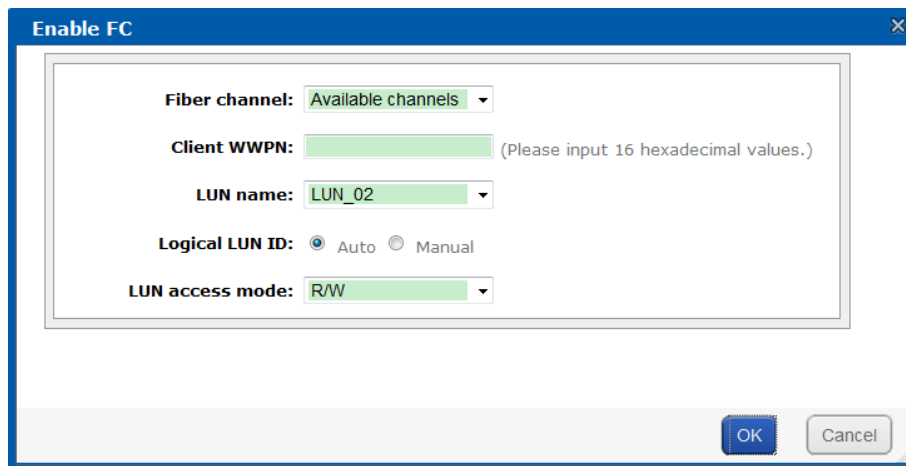 Enable FC
Fiber channel: Available channels
Client WWPN: (Please input 16 hexadecimal values.)
LUN name: LUN_02
Logical LUN ID: Auto Manual
LUN access mode: R/W
OK Cancel